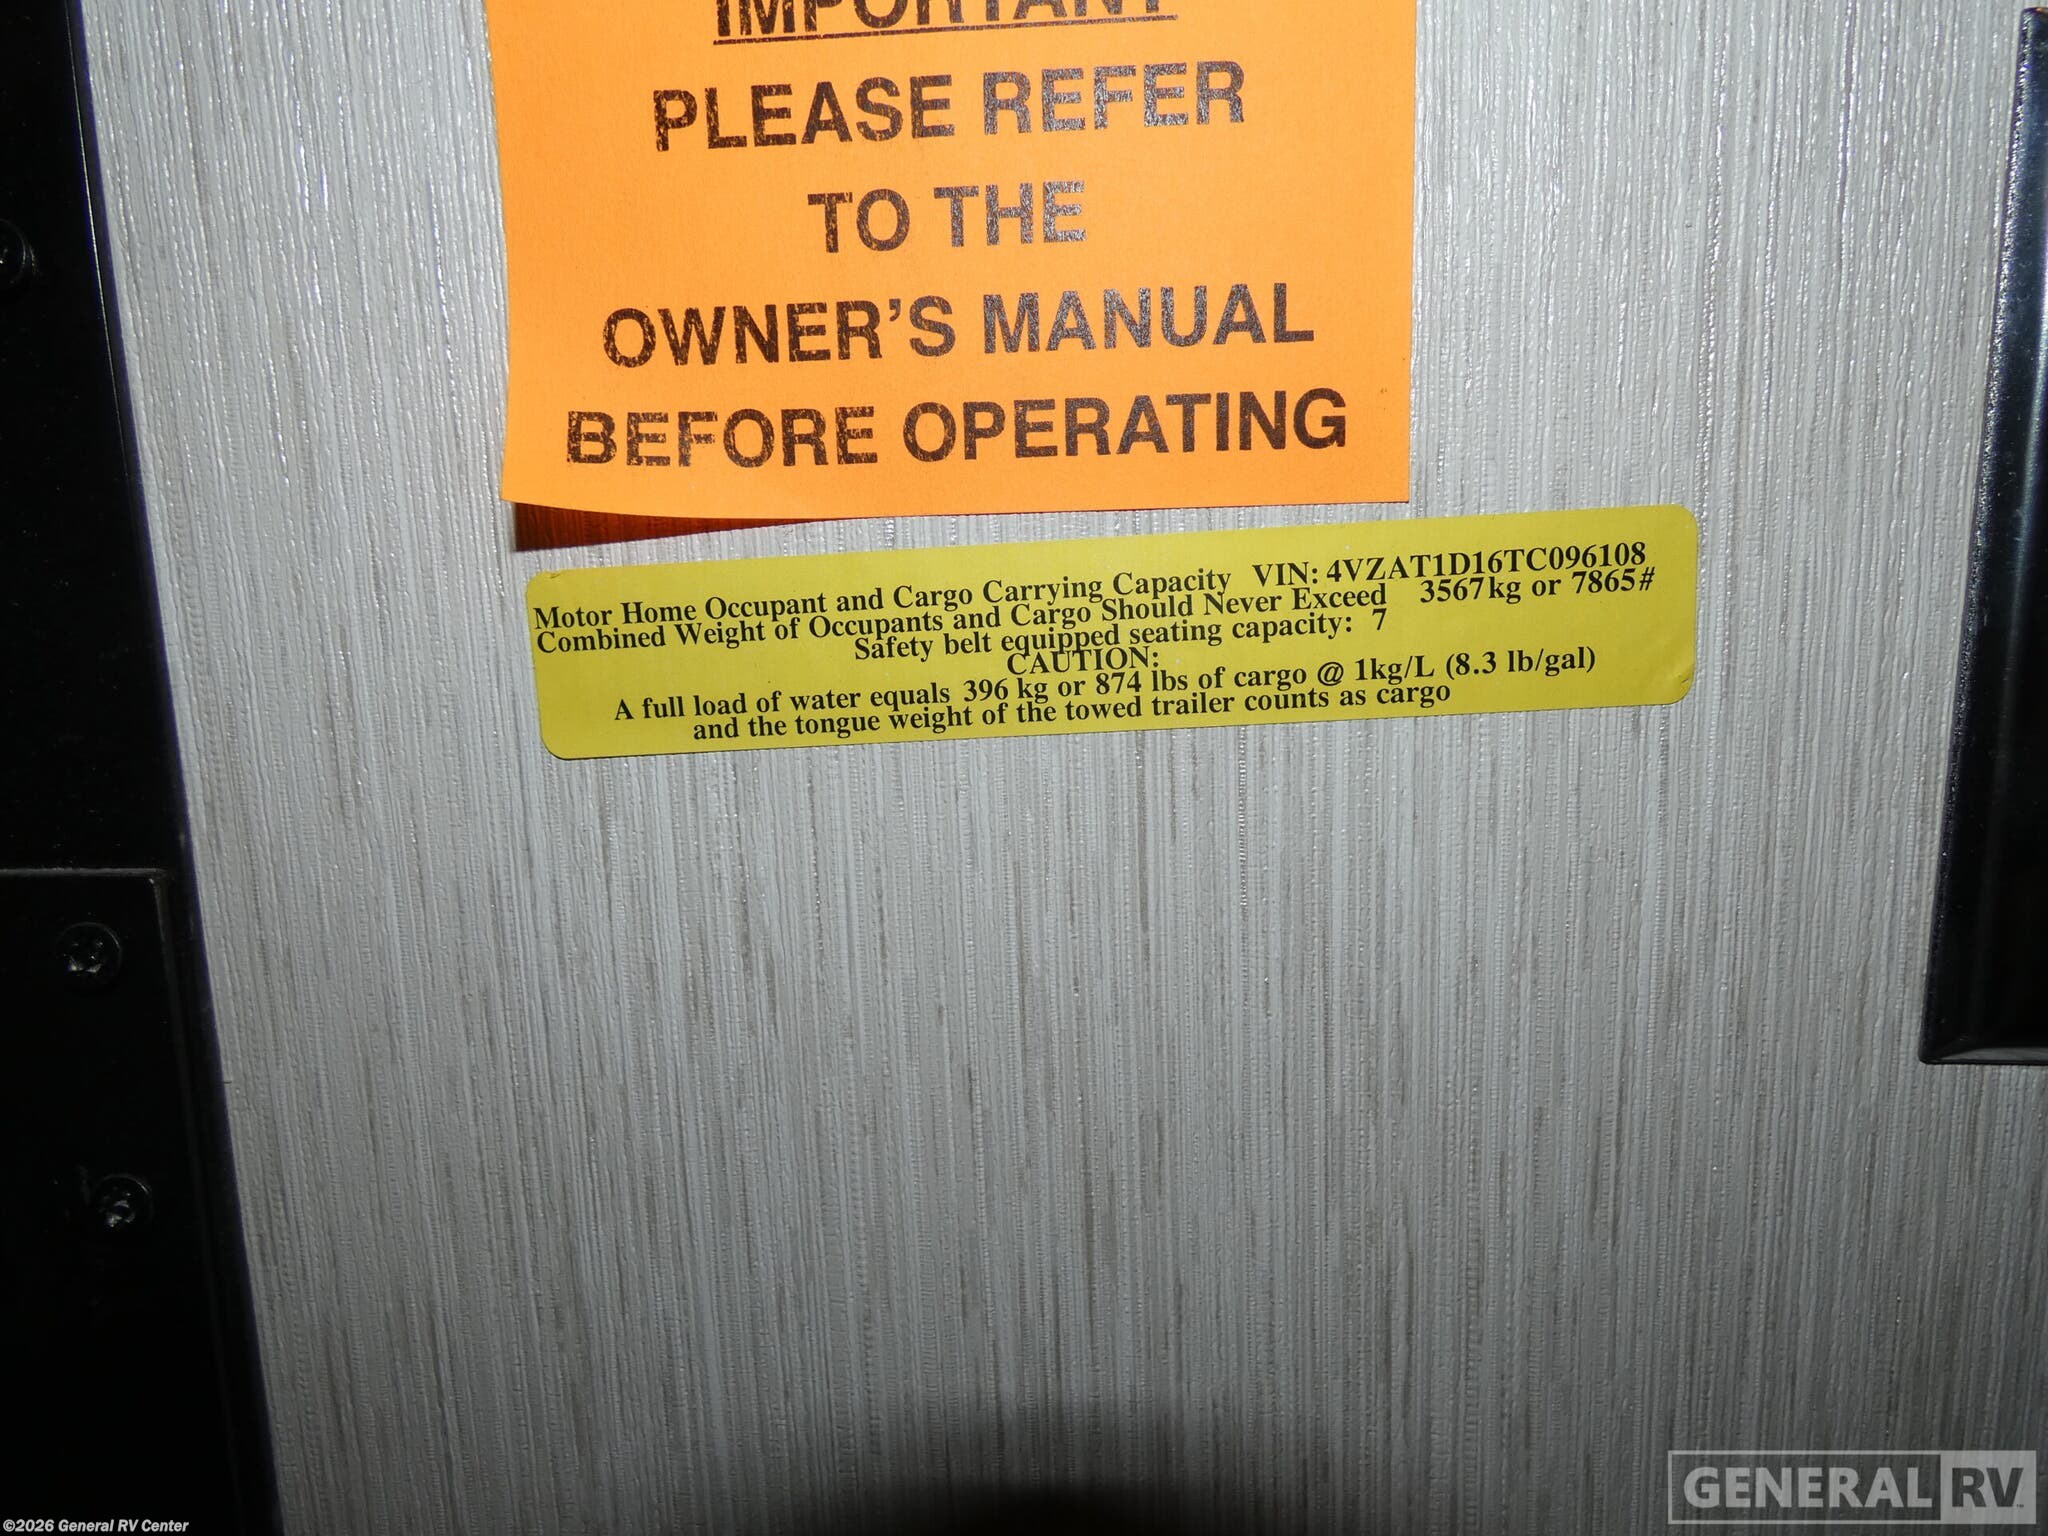 IMPORTANT
PLEASE REFER
TO THE
OWNER'S MANUAL
BEFORE OPERATING
Motor Home Occupant and Cargo Carrying Capacity VIN: 4VZAT1D16TC096108
Combined Weight of Occupants and Cargo Should Never Exceed 3567kg or 7865#
Safety belt equipped seating capacity: 7
CAUTION:
A full load of water equals 396 kg or 874 lbs of cargo @ 1kg/L (8.3 lb/gal)
and the tongue weight of the towed trailer counts as cargo
GENERAL RV
©2026 General RV Center